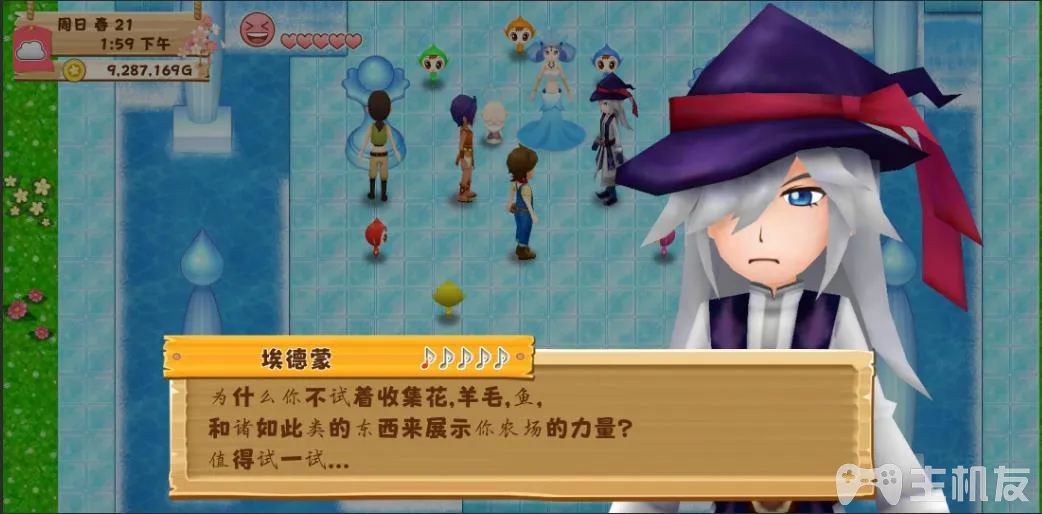 周日 春 21
1:59 下午
9,287,169G
埃德蒙
为什么你不试着收集花,羊毛,鱼,
和诸如此类的东西来展示你农场的力量?
值得试一试...
主机友